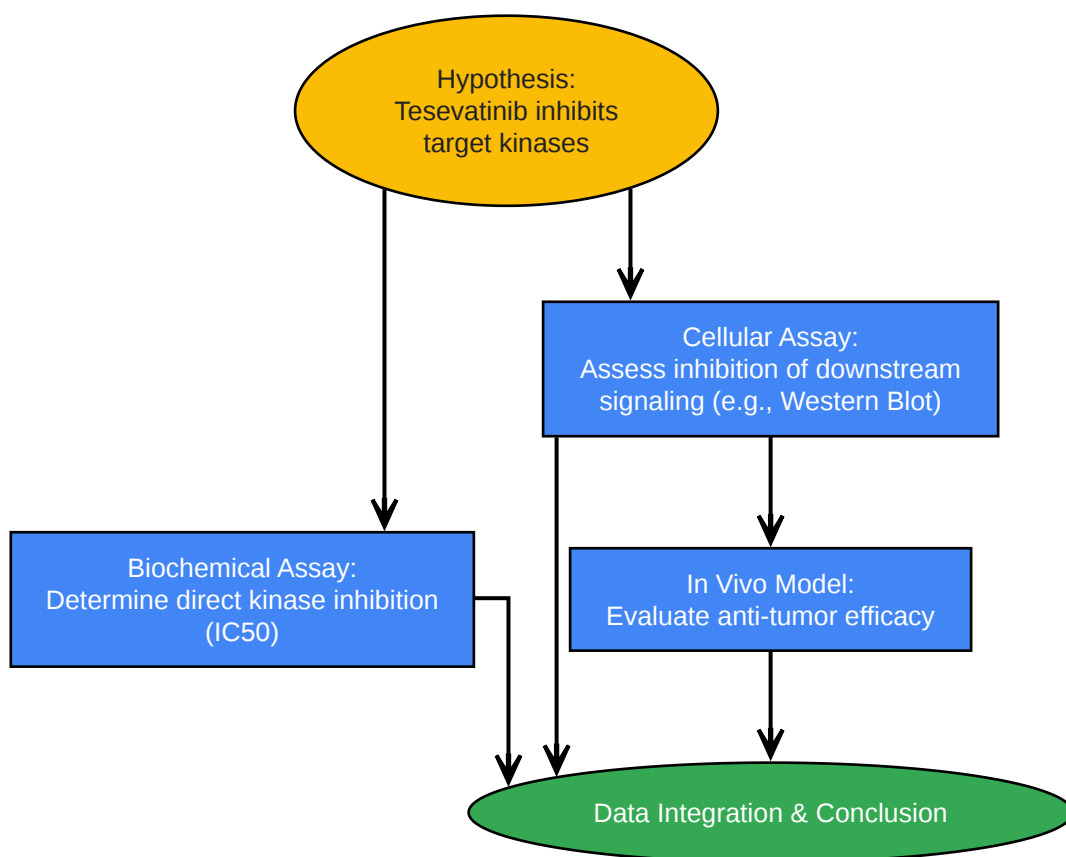 Hypothesis:
Tesevatinib inhibits
target kinases
Cellular Assay:
Assess inhibition of downstream
signaling (e.g., Western Blot)
Biochemical Assay:
Determine direct kinase inhibition
(IC50)
In Vivo Model:
Evaluate anti-tumor efficacy
Data Integration & Conclusion